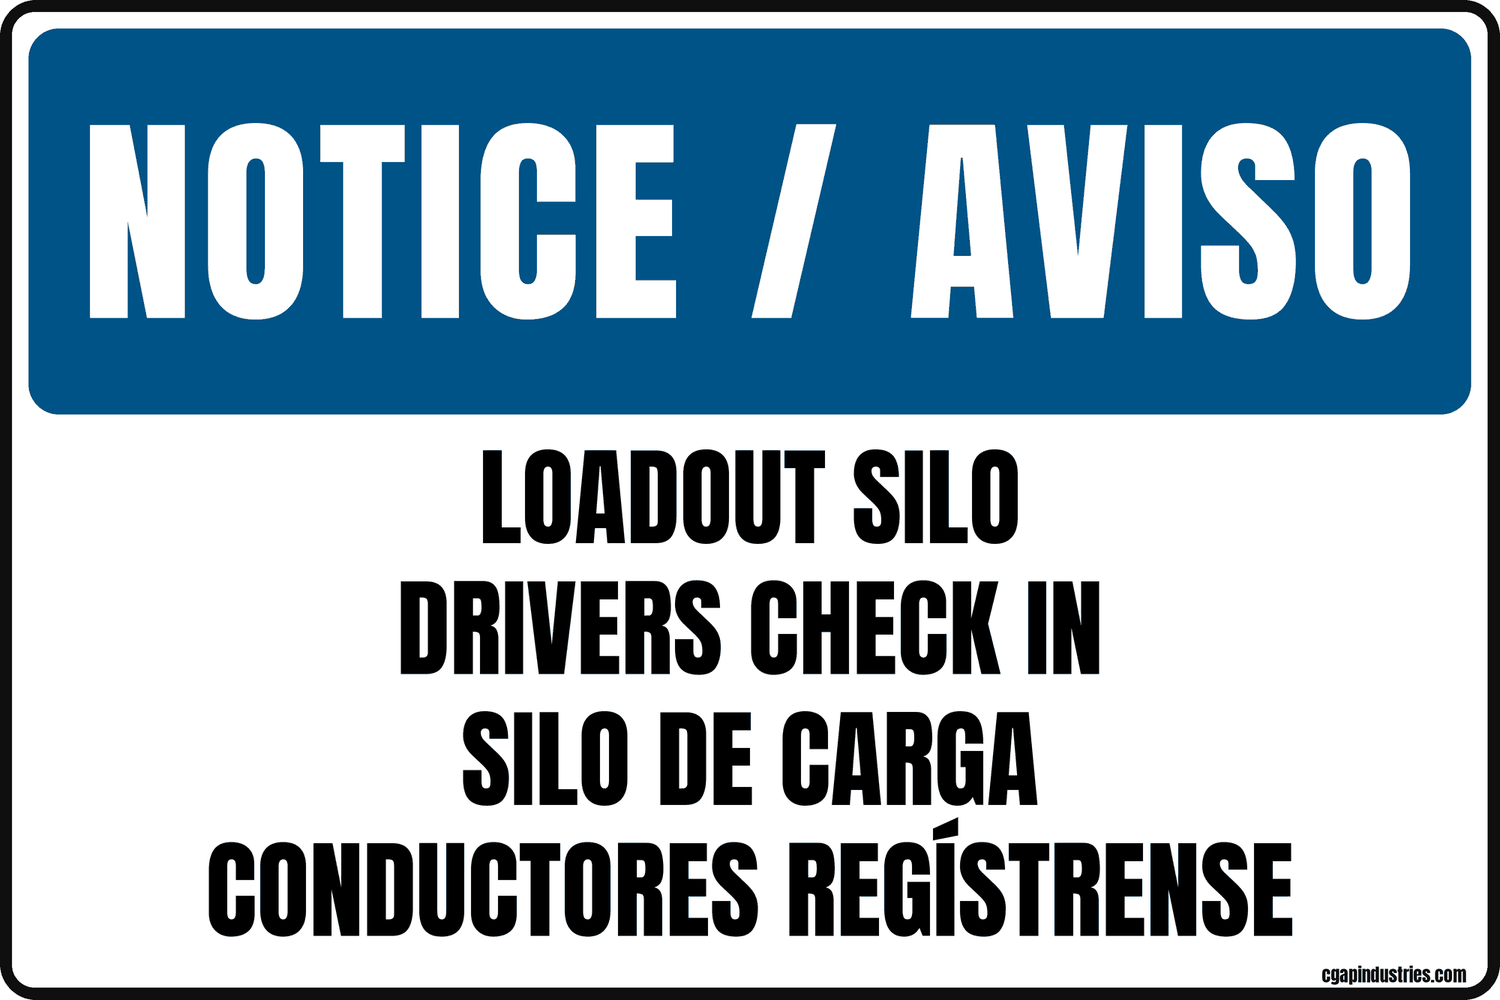 NOTICE / AVISO
LOADOUT SILO
DRIVERS CHECK IN
SILO DE CARGA
CONDUCTORES REGÍSTRENSE
cgapindustries.com